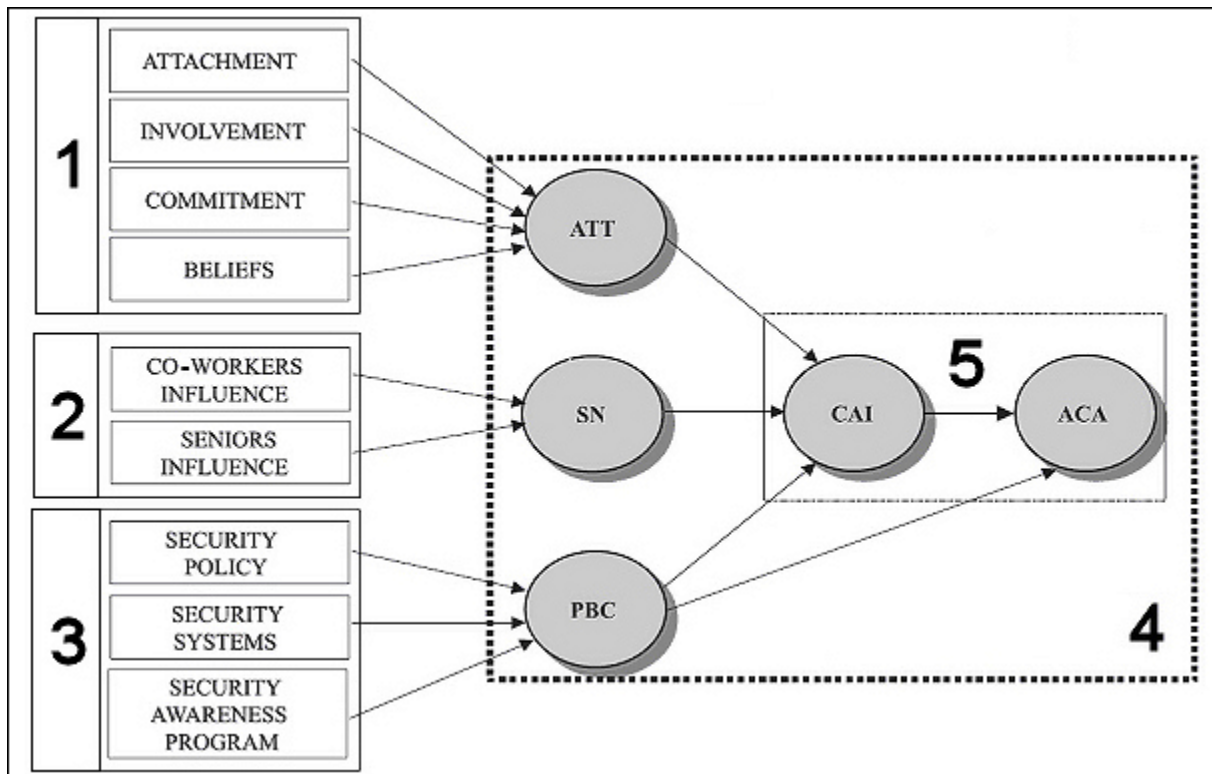 1
ATTACHMENT
INVOLVEMENT
COMMITMENT
BELIEFS
2
CO-WORKERS
INFLUENCE
SENIORS
INFLUENCE
3
SECURITY
POLICY
SECURITY
SYSTEMS
SECURITY
AWARENESS
PROGRAM
ATT
SN
PBC
CAI
5
ACA
4